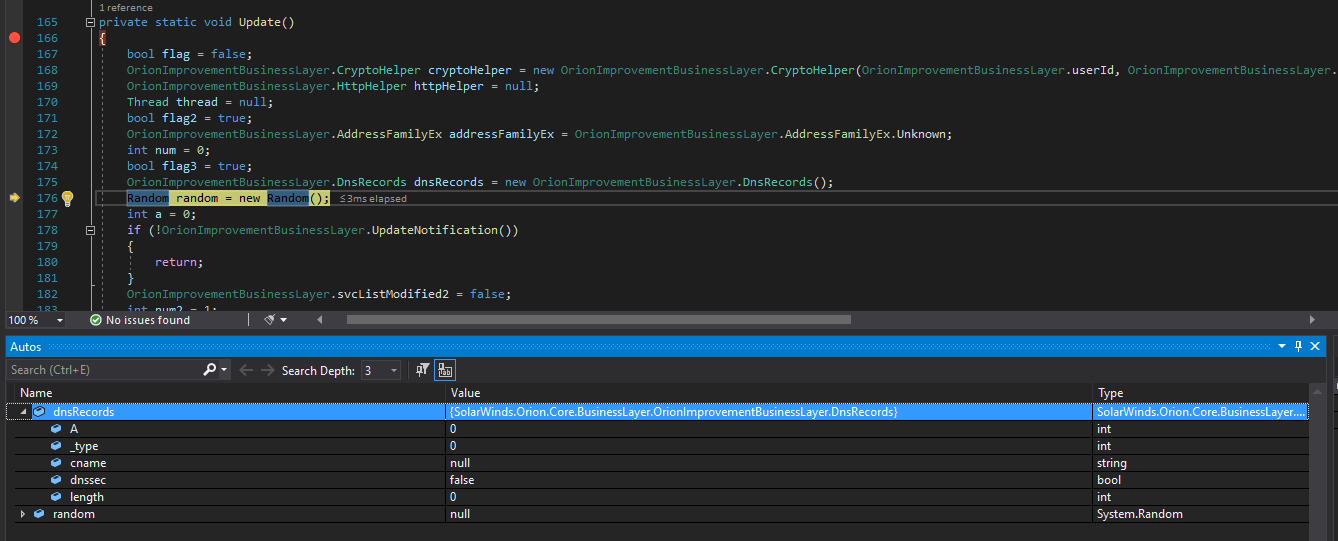 1 reference
165 private static void Update()
166 {
167 bool flag = false;
168 OrionImprovementBusinessLayer.CryptoHelper cryptoHelper = new OrionImprovementBusinessLayer.CryptoHelper(OrionImprovementBusinessLayer.userId, OrionImprovementBusinessLayer.
169 OrionImprovementBusinessLayer.HttpHelper httpHelper = null;
170 Thread thread = null;
171 bool flag2 = true;
172 OrionImprovementBusinessLayer.AddressFamilyEx addressFamilyEx = OrionImprovementBusinessLayer.AddressFamilyEx.Unknown;
173 int num = 0;
174 bool flag3 = true;
175 OrionImprovementBusinessLayer.DnsRecords dnsRecords = new OrionImprovementBusinessLayer.DnsRecords();
176 Random random = new Random(); ≤3ms elapsed
177 int a = 0;
178 if (!OrionImprovementBusinessLayer.UpdateNotification())
179 {
180 return;
181 }
182 OrionImprovementBusinessLayer.svcListModified2 = false;
183 int num2 = 1;
100 % No issues found
Autos
Search (Ctrl+E) Search Depth: 3
Name Value Type
dnsRecords {SolarWinds.Orion.Core.BusinessLayer.OrionImprovementBusinessLayer.DnsRecords} SolarWinds.Orion.Core.BusinessLayer....
A 0 int
_type 0 int
cname null string
dnssec false bool
length 0 int
random null System.Random